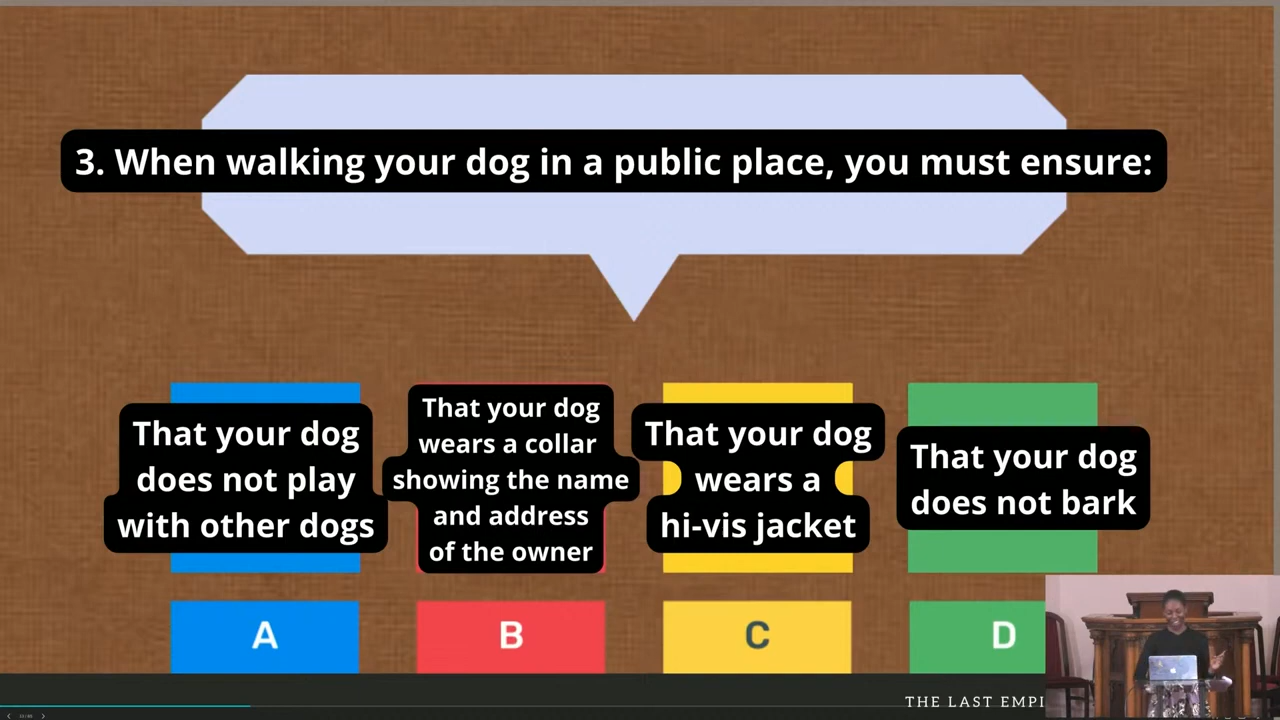 3. When walking your dog in a public place, you must ensure:
That your dog
does not play
with other dogs
That your dog
wears a collar
showing the name
and address
of the owner
That your dog
wears a
hi-vis jacket
That your dog
does not bark
A
B
C
D
THE LAST EMPI